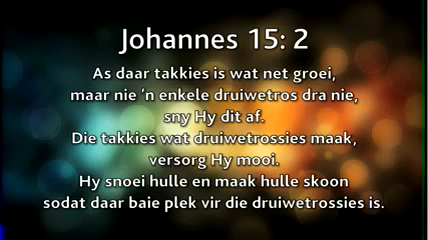 Johannes 15: 2
As daar takkies is wat net groei,
maar nie 'n enkele druiwetros dra nie,
sny Hy dit af.
Die takkies wat druiwetrossies maak,
versorg Hy mooi.
Hy snoei hulle en maak hulle skoon
sodat daar baie plek vir die druiwetrossies is.